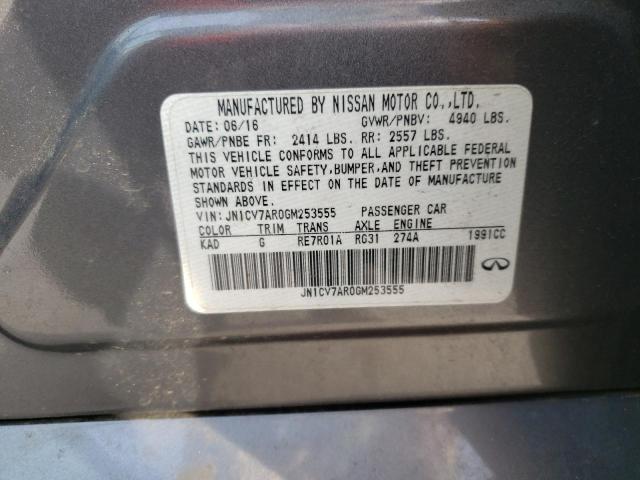 MANUFACTURED BY NISSAN MOTOR CO.,LTD.
DATE: 06/16 GVWR/PNBV: 4940 LBS.
GAWR/PNBE FR: 2414 LBS. RR: 2557 LBS.
THIS VEHICLE CONFORMS TO ALL APPLICABLE FEDERAL
MOTOR VEHICLE SAFETY,BUMPER,AND THEFT PREVENTION
STANDARDS IN EFFECT ON THE DATE OF MANUFACTURE
SHOWN ABOVE.
VIN: JN1CV7AR0GM253555 PASSENGER CAR
COLOR TRIM TRANS AXLE ENGINE
KAD G RE7R01A RG31 274A 1991CC
JN1CV7AR0GM253555